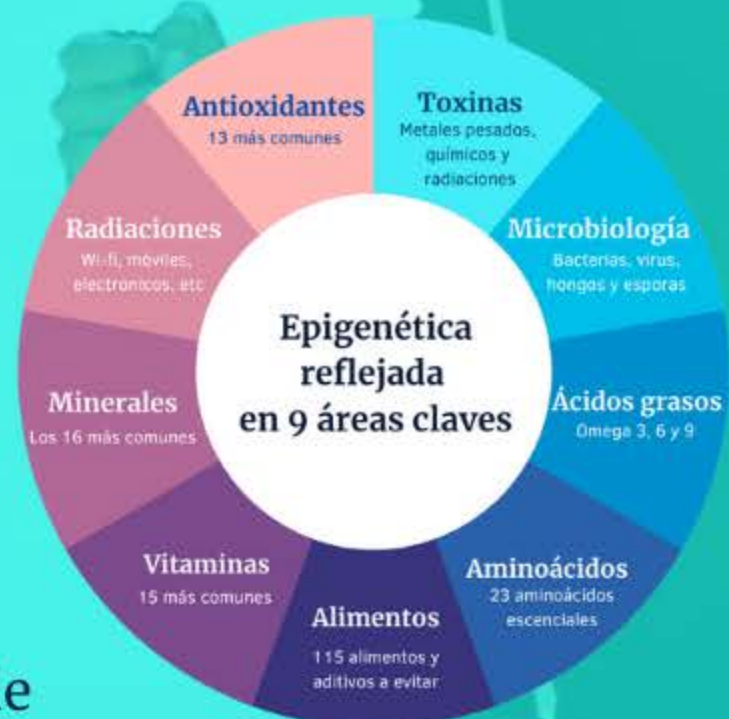 Antioxidantes
13 más comunes
Toxinas
Metales pesados,
químicos y
radiaciones
Radiaciones
Wi-fi, móviles,
electronicos, etc
Microbiología
Bacterias, virus,
hongos y esporas
Epigenética
reflejada
en 9 áreas claves
Minerales
Los 16 más comunes
Ácidos grasos
Omega 3, 6 y 9
Vitaminas
15 más comunes
Aminoácidos
23 aminoácidos
escenciales
Alimentos
115 alimentos y
aditivos a evitar